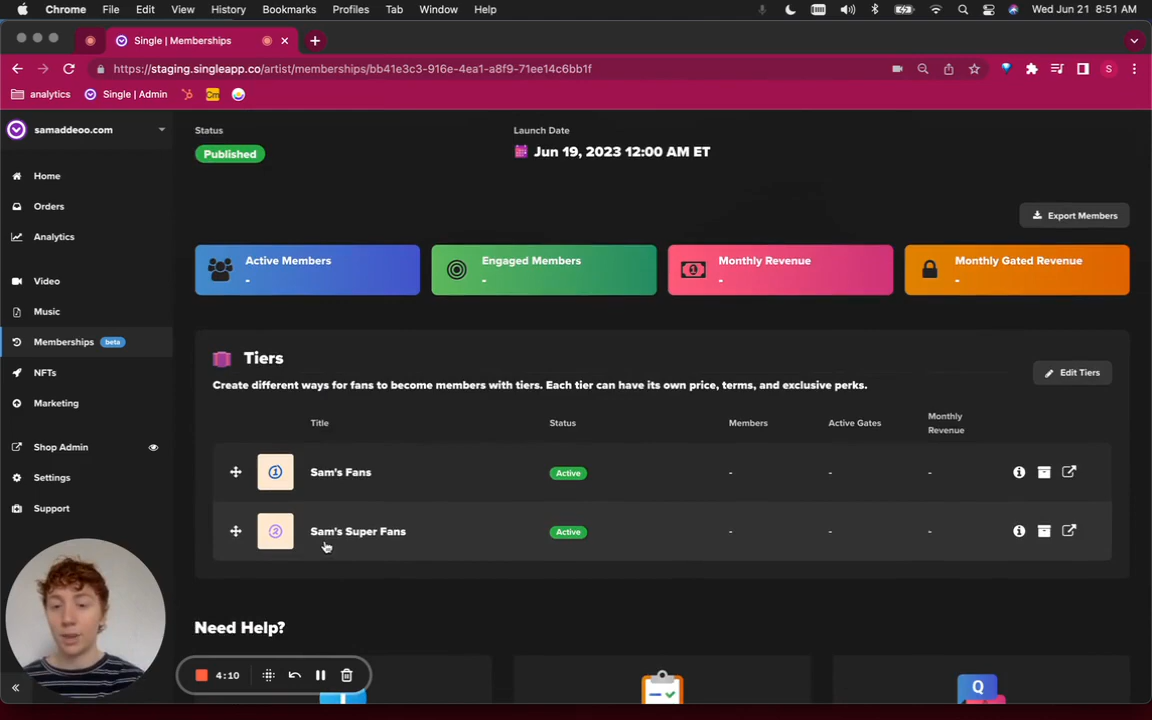 Chrome File Edit View History Bookmarks Profiles Tab Window Help Wed Jun 21 8:51 AM
Single | Memberships
https://staging.singleapp.co/artist/memberships/bb41e3c3-916e-4ea1-a8f9-71ee14c6bb1f S
analytics Single | Admin
samaddeoo.com
Home
Orders
Analytics
Video
Music
Memberships beta
NFTs
Marketing
Shop Admin
Settings
Support
Status Launch Date
Published Jun 19, 2023 12:00 AM ET
Export Members
Active Members Engaged Members Monthly Revenue Monthly Gated Revenue
- - - -
Tiers
Create different ways for fans to become members with tiers. Each tier can have its own price, terms, and exclusive perks.
Edit Tiers
Title Status Members Active Gates Monthly
Revenue
1 Sam's Fans Active - - -
2 Sam's Super Fans Active - - -
Need Help?
4:10
Q